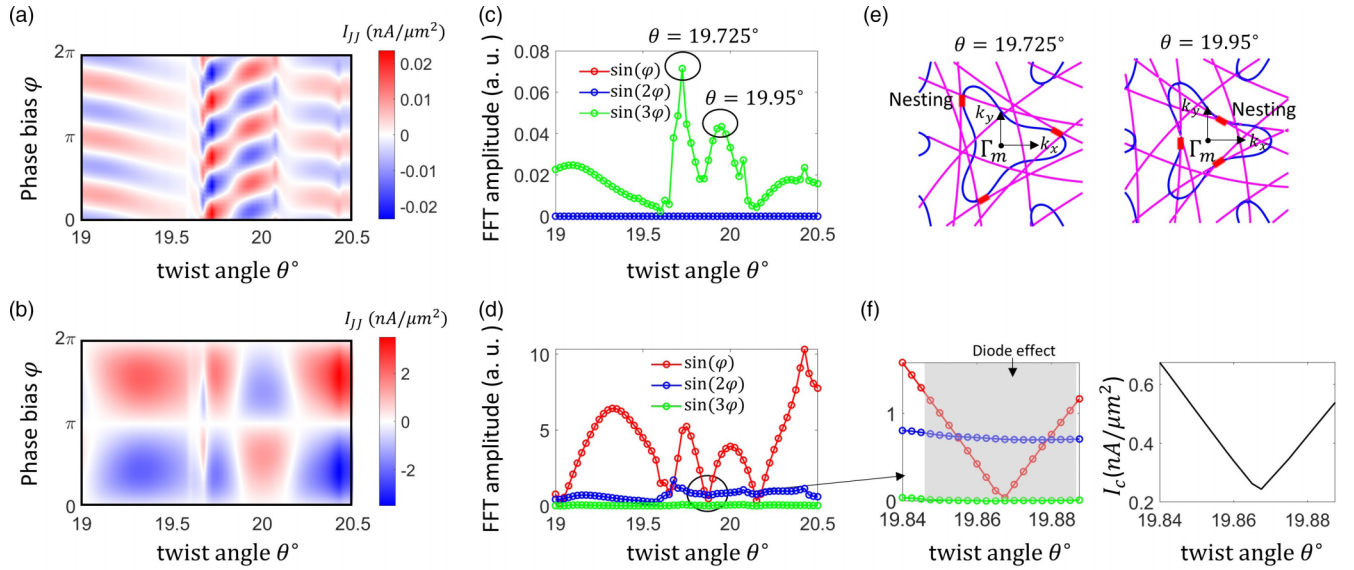 (a)
I_JJ (nA/μm²)
2π
π
0
Phase bias φ
0.02
0.01
0
-0.01
-0.02
19
19.5
20
20.5
twist angle θ°
(b)
I_JJ (nA/μm²)
2π
π
0
Phase bias φ
2
0
-2
19
19.5
20
20.5
twist angle θ°
(c)
θ = 19.725°
FFT amplitude (a. u. )
0.08
0.06
0.04
0.02
0
sin(φ)
sin(2φ)
sin(3φ)
θ = 19.95°
19
19.5
20
20.5
twist angle θ°
(d)
FFT amplitude (a. u. )
10
5
0
sin(φ)
sin(2φ)
sin(3φ)
19
19.5
20
20.5
twist angle θ°
(e)
θ = 19.725°
Nesting
k_y
Γ_m
k_x
θ = 19.95°
Nesting
k_y
Γ_m
k_x
(f)
Diode effect
1
0
19.84
19.86
19.88
twist angle θ°
I_c(nA/μm²)
0.6
0.4
0.2
19.84
19.86
19.88
twist angle θ°